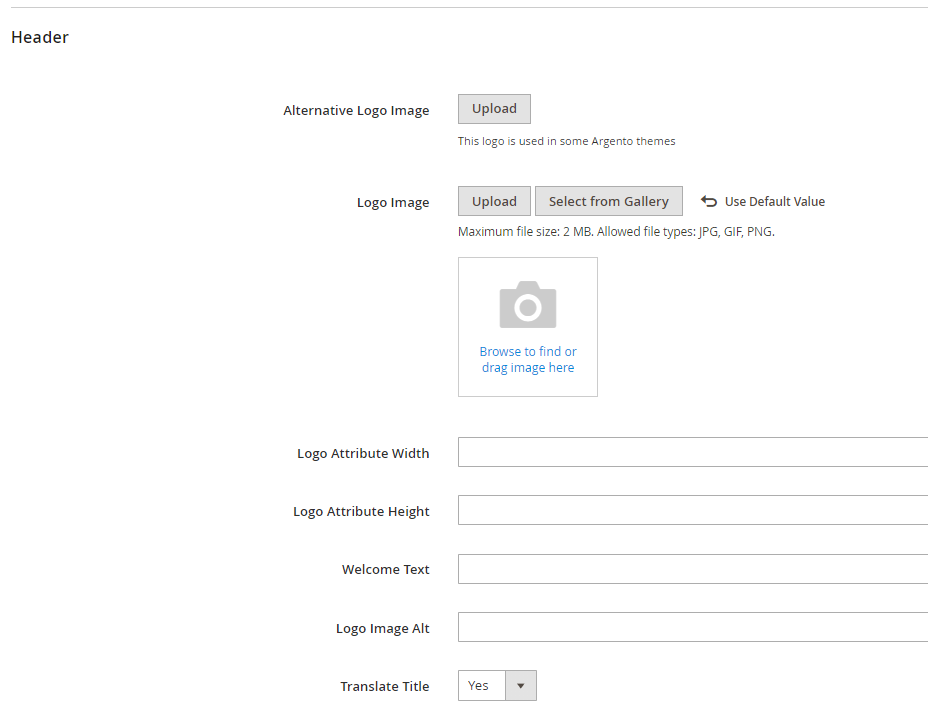 Header
Alternative Logo Image
Upload
This logo is used in some Argento themes
Logo Image
Upload
Select from Gallery
Use Default Value
Maximum file size: 2 MB. Allowed file types: JPG, GIF, PNG.
Browse to find or
drag image here
Logo Attribute Width
Logo Attribute Height
Welcome Text
Logo Image Alt
Translate Title
Yes